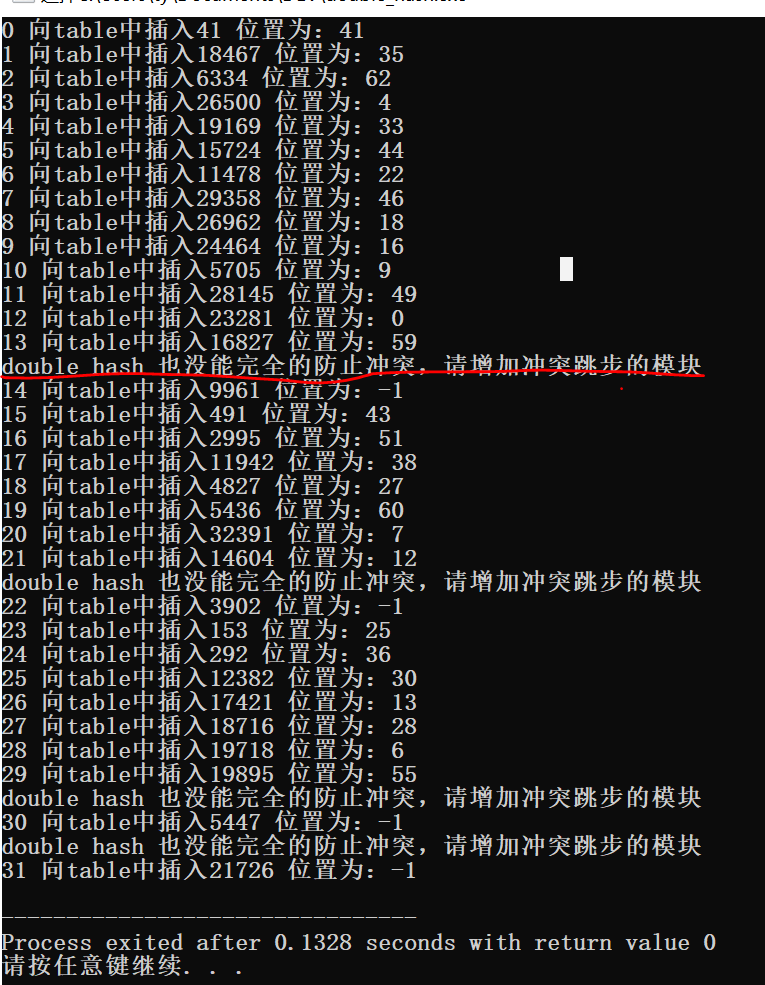 0 向table中插入41 位置为：41
1 向table中插入18467 位置为：35
2 向table中插入6334 位置为：62
3 向table中插入26500 位置为：4
4 向table中插入19169 位置为：33
5 向table中插入15724 位置为：44
6 向table中插入11478 位置为：22
7 向table中插入29358 位置为：46
8 向table中插入26962 位置为：18
9 向table中插入24464 位置为：16
10 向table中插入5705 位置为：9
11 向table中插入28145 位置为：49
12 向table中插入23281 位置为：0
13 向table中插入16827 位置为：59
double hash 也没能完全的防止冲突，请增加冲突跳步的模块
14 向table中插入9961 位置为：-1
15 向table中插入491 位置为：43
16 向table中插入2995 位置为：51
17 向table中插入11942 位置为：38
18 向table中插入4827 位置为：27
19 向table中插入5436 位置为：60
20 向table中插入32391 位置为：7
21 向table中插入14604 位置为：12
double hash 也没能完全的防止冲突，请增加冲突跳步的模块
22 向table中插入3902 位置为：-1
23 向table中插入153 位置为：25
24 向table中插入292 位置为：36
25 向table中插入12382 位置为：30
26 向table中插入17421 位置为：13
27 向table中插入18716 位置为：28
28 向table中插入19718 位置为：6
29 向table中插入19895 位置为：55
double hash 也没能完全的防止冲突，请增加冲突跳步的模块
30 向table中插入5447 位置为：-1
double hash 也没能完全的防止冲突，请增加冲突跳步的模块
31 向table中插入21726 位置为：-1
--------------------------------
Process exited after 0.1328 seconds with return value 0
请按任意键继续. . .